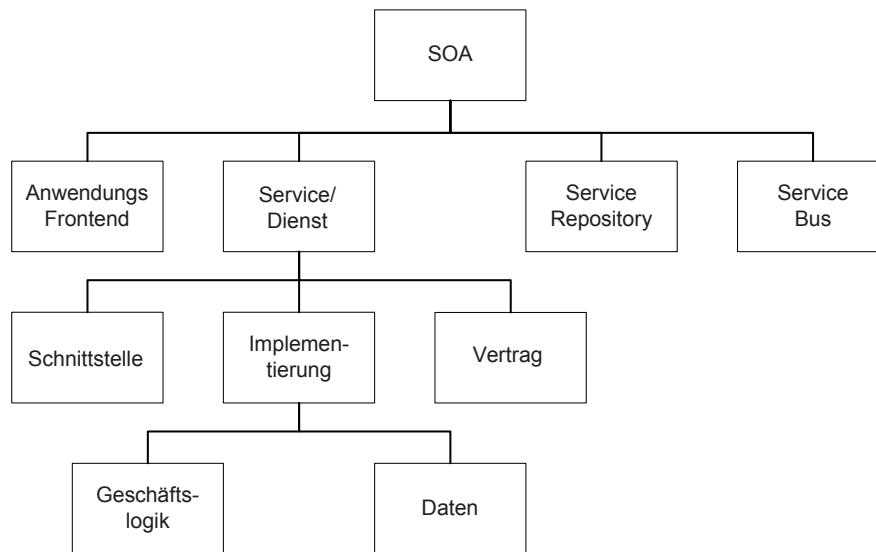 SOA
Anwendungs
Frontend
Service/
Dienst
Service
Repository
Service
Bus
Schnittstelle
Implemen-
tierung
Vertrag
Geschäfts-
logik
Daten